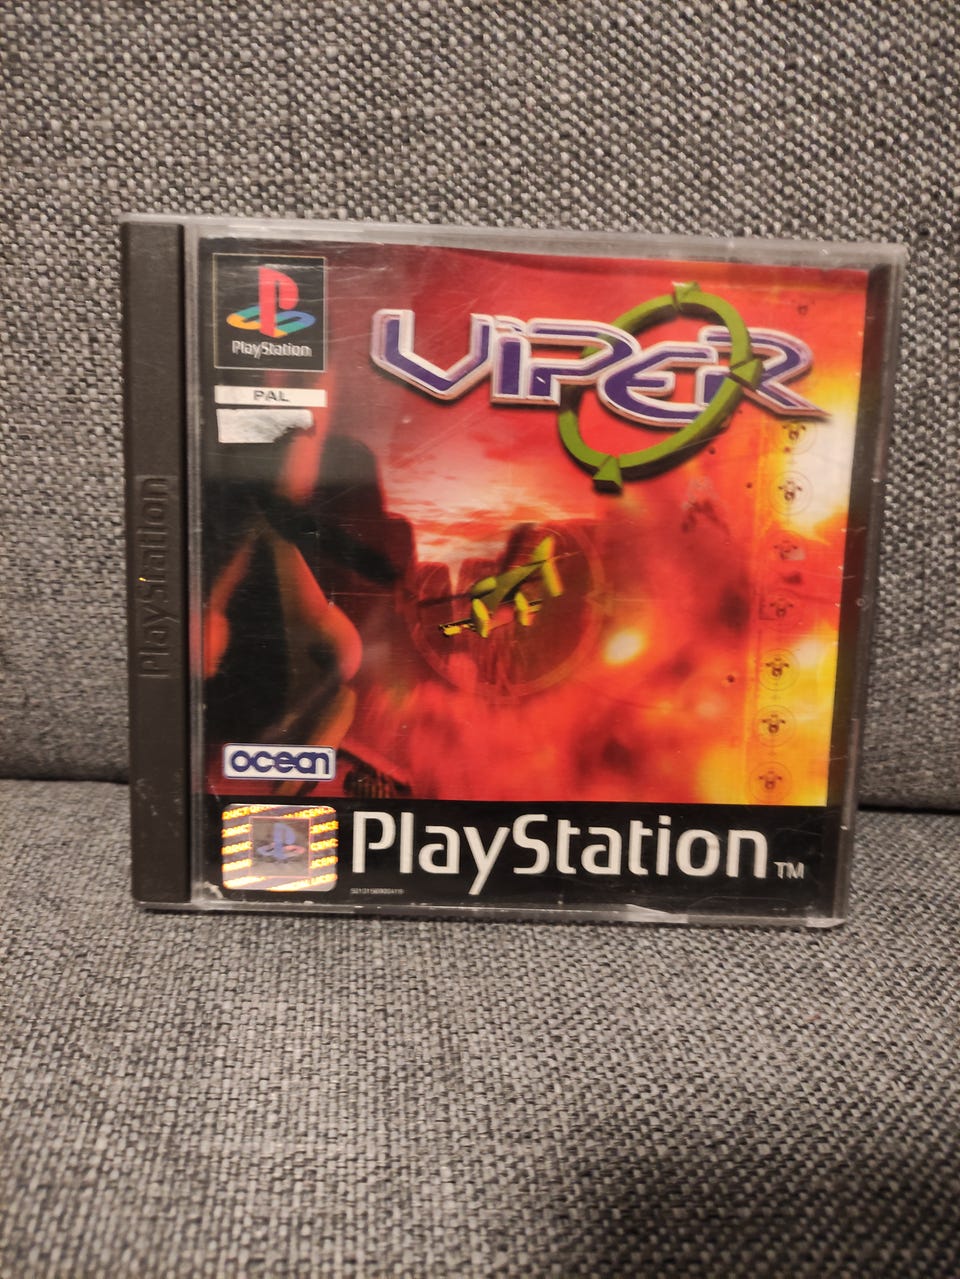 PlayStation
PAL
VIPER
PlayStation
ocean
PlayStation™